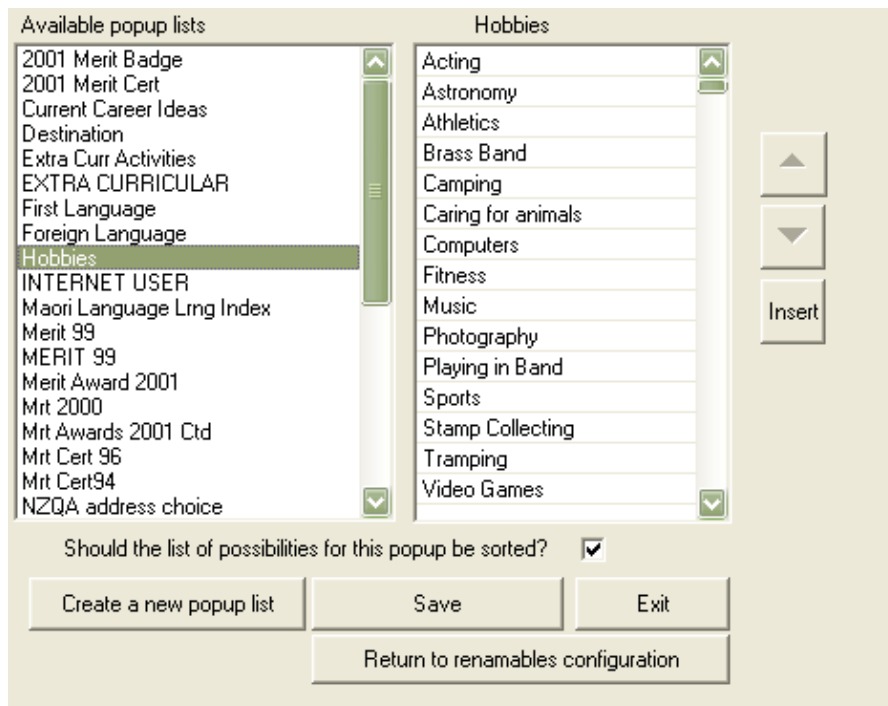 Available popup lists
2001 Merit Badge
2001 Merit Cert
Current Career Ideas
Destination
Extra Curr Activities
EXTRA CURRICULAR
First Language
Foreign Language
Hobbies
INTERNET USER
Maori Language Lrng Index
Merit 99
MERIT 99
Merit Award 2001
Mrt 2000
Mrt Awards 2001 Ctd
Mrt Cert 96
Mrt Cert94
NZQA address choice
Hobbies
Acting
Astronomy
Athletics
Brass Band
Camping
Caring for animals
Computers
Fitness
Music
Photography
Playing in Band
Sports
Stamp Collecting
Tramping
Video Games
Insert
Should the list of possibilities for this popup be sorted?
Create a new popup list
Save
Exit
Return to renamables configuration